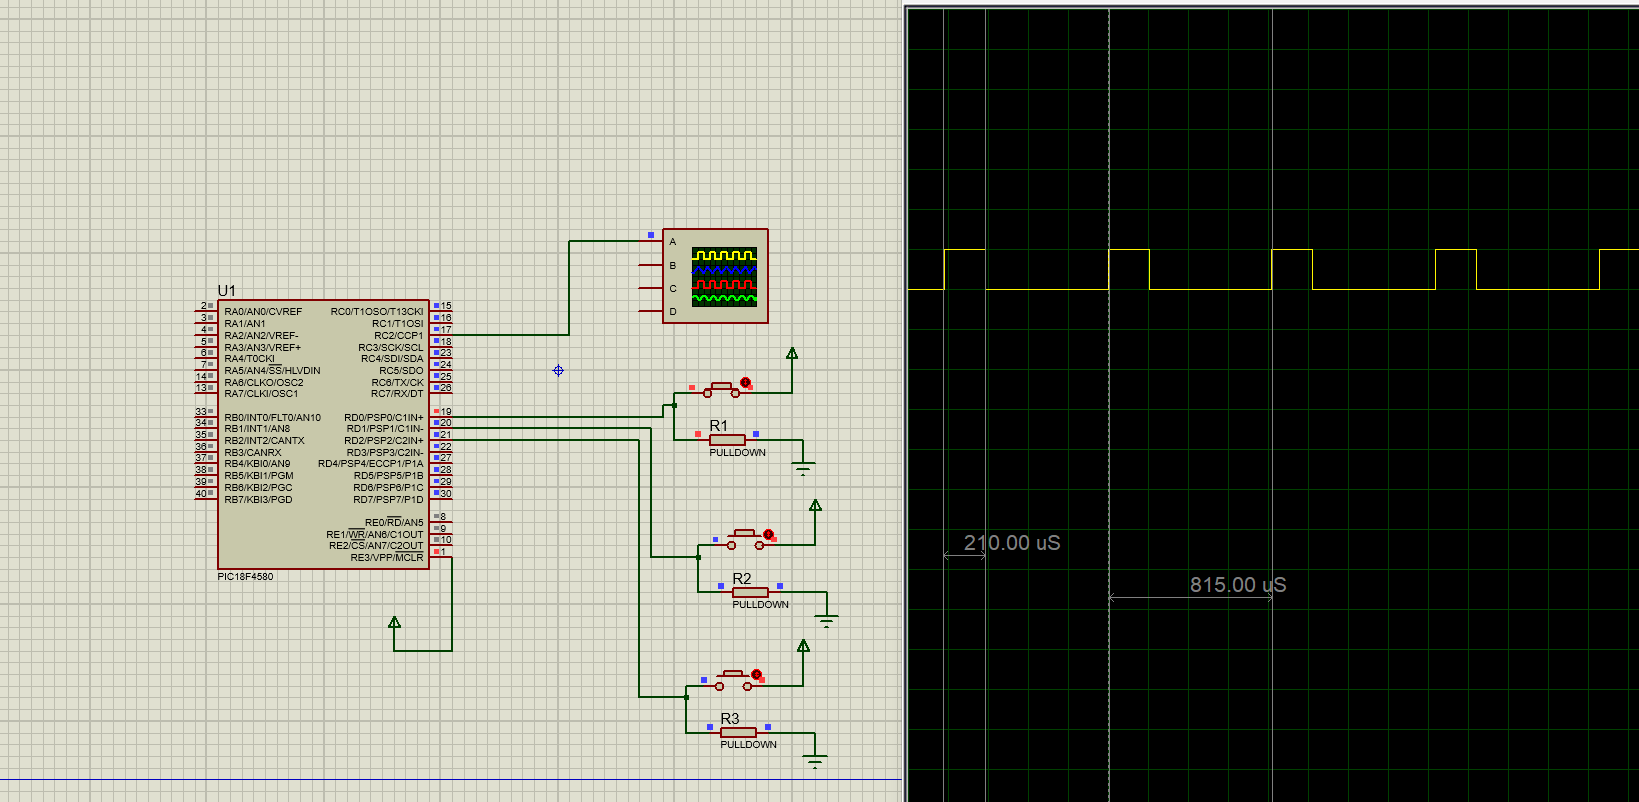 U1
2
3
4
5
6
7
14
13
RA0/AN0/CVREF
RA1/AN1
RA2/AN2/VREF-
RA3/AN3/VREF+
RA4/T0CKI
RA5/AN4/SS/HLVDIN
RA6/CLKO/OSC2
RA7/CLKI/OSC1
33
34
35
36
37
38
39
40
RB0/INT0/FLT0/AN10
RB1/INT1/AN8
RB2/INT2/CANTX
RB3/CANRX
RB4/KBI0/AN9
RB5/KBI1/PGM
RB6/KBI2/PGC
RB7/KBI3/PGD
RC0/T1OSO/T13CKI
RC1/T1OSI
RC2/CCP1
RC3/SCK/SCL
RC4/SDI/SDA
RC5/SDO
RC6/TX/CK
RC7/RX/DT
15
16
17
18
23
24
25
26
RD0/PSP0/C1IN+
RD1/PSP1/C1IN-
RD2/PSP2/C2IN+
RD3/PSP3/C2IN-
RD4/PSP4/ECCP1/P1A
RD5/PSP5/P1B
RD6/PSP6/P1C
RD7/PSP7/P1D
19
20
21
22
27
28
29
30
RE0/RD/AN5
RE1/WR/AN6/C1OUT
RE2/CS/AN7/C2OUT
RE3/VPP/MCLR
8
9
10
1
PIC18F4580
A
B
C
D
R1
PULLDOWN
R2
PULLDOWN
R3
PULLDOWN
210.00 uS
815.00 uS